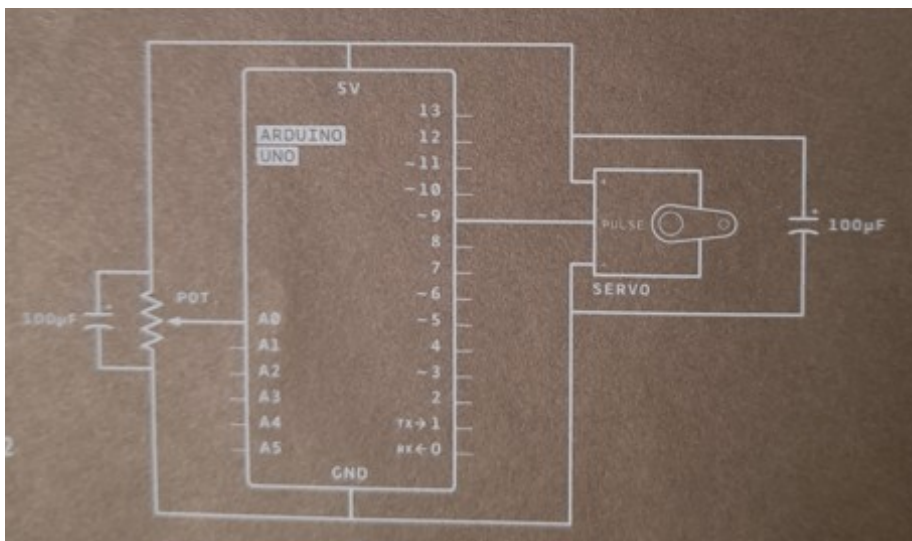 5V
ARDUINO
UNO
13
12
~11
~10
~9
8
7
~6
~5
4
~3
2
TX→1
RX←0
A0
A1
A2
A3
A4
A5
GND
POT
100µF
+
+
PULSE
-
SERVO
+
100µF
2